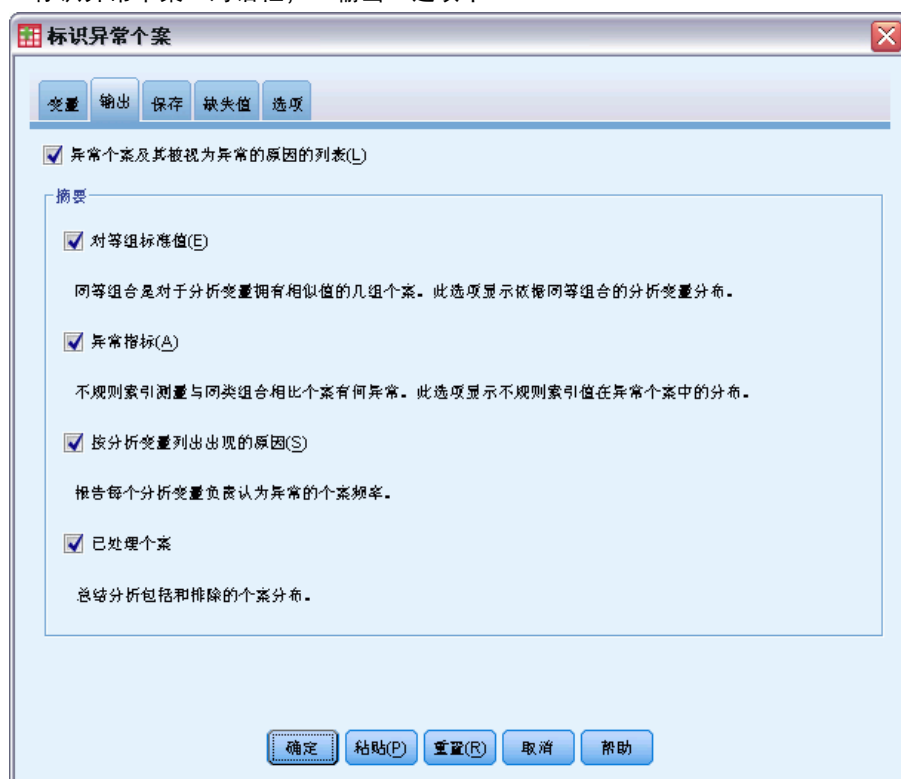 标识异常个案
变量 输出 保存 缺失值 选项
异常个案及其被视为异常的原因的列表(L)
摘要
对等组标准值(E)
同等组合是对于分析变量拥有相似值的几组个案。此选项显示依据同等组合的分析变量分布。
异常指标(A)
不规则索引测量与同类组合相比个案有何异常。此选项显示不规则索引值在异常个案中的分布。
按分析变量列出出现的原因(S)
报告每个分析变量负责认为异常的个案频率。
已处理个案
总结分析包括和排除的个案分布。
确定 粘贴(P) 重置(R) 取消 帮助